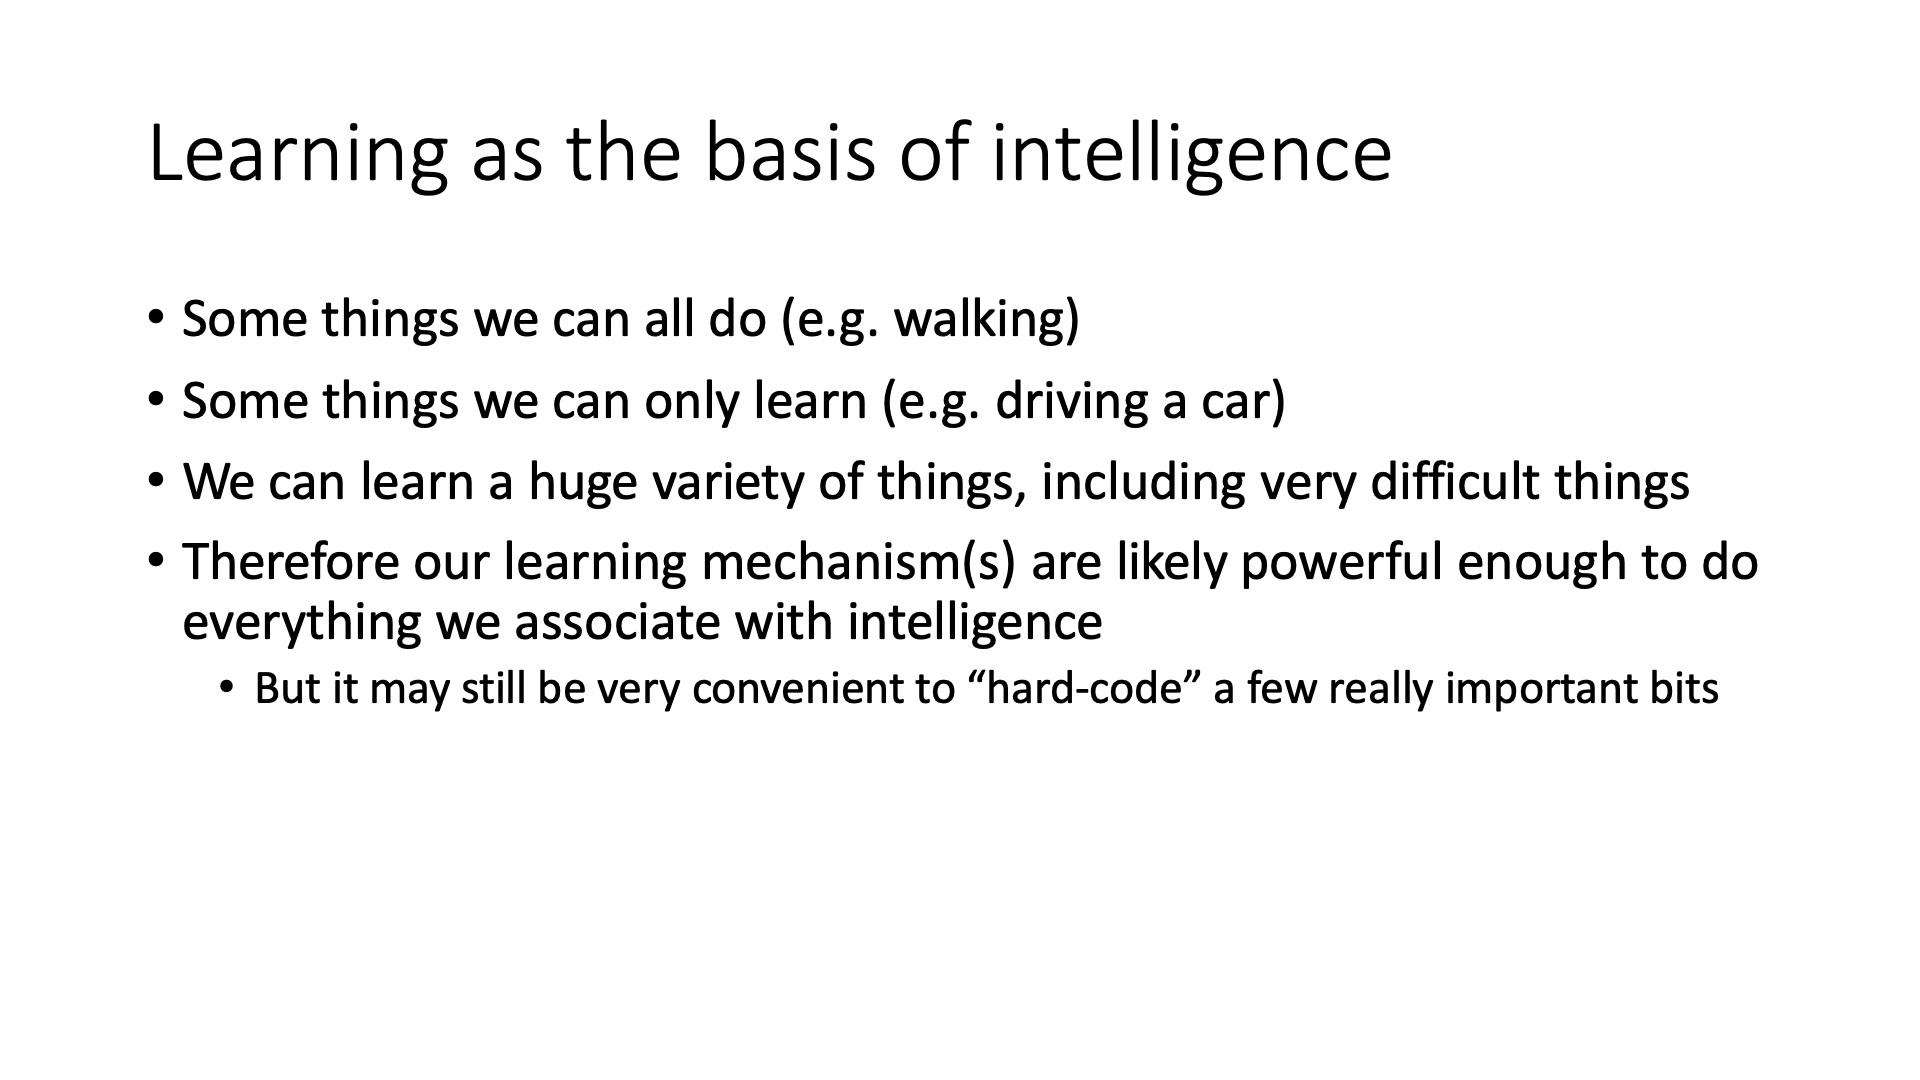 Learning as the basis of intelligence
• Some things we can all do (e.g. walking)
• Some things we can only learn (e.g. driving a car)
• We can learn a huge variety of things, including very difficult things
• Therefore our learning mechanism(s) are likely powerful enough to do
everything we associate with intelligence
• But it may still be very convenient to “hard-code” a few really important bits